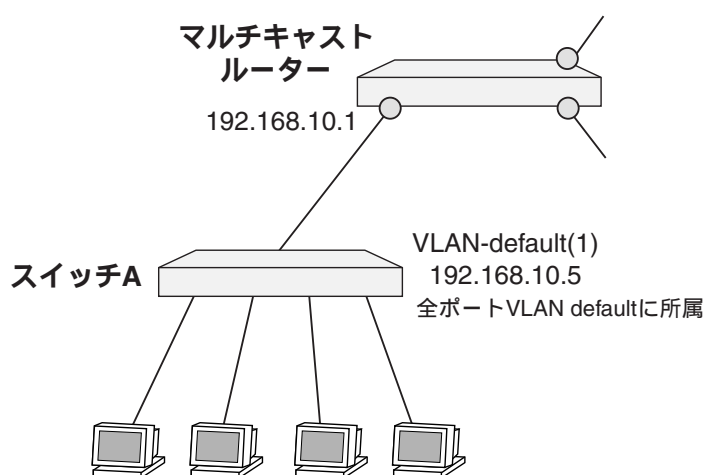 マルチキャスト
ルーター
192.168.10.1
VLAN-default(1)
192.168.10.5
全ポートVLAN defaultに所属
スイッチA